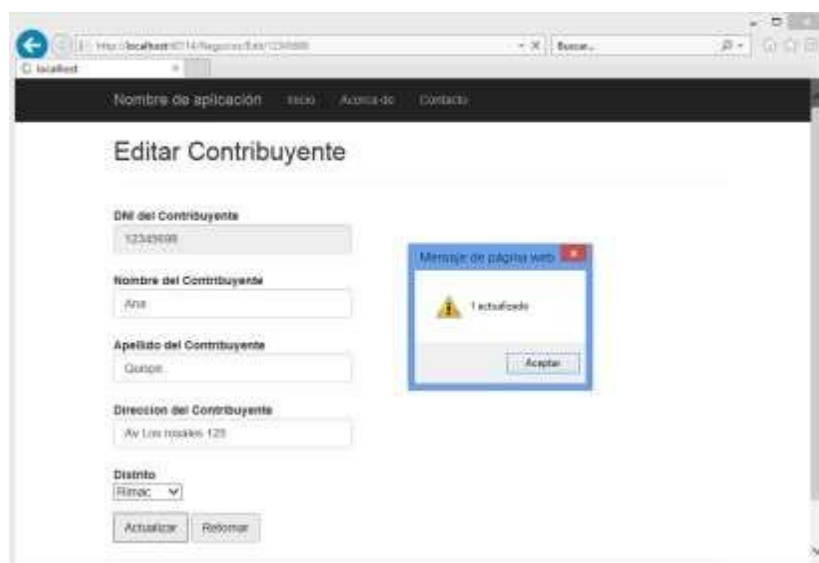 Buscar...
localhost
Nombre de aplicación Inicio Acerca de Contacto
Editar Contribuyente
DNI del Contribuyente
Nombre del Contribuyente
Ana
Apellido del Contribuyente
Quispe
Direccion del Contribuyente
Av Los rosales 123
Distrito
Rimac
Actualizar Retornar
Mensaje de página web
1 actualizado
Aceptar